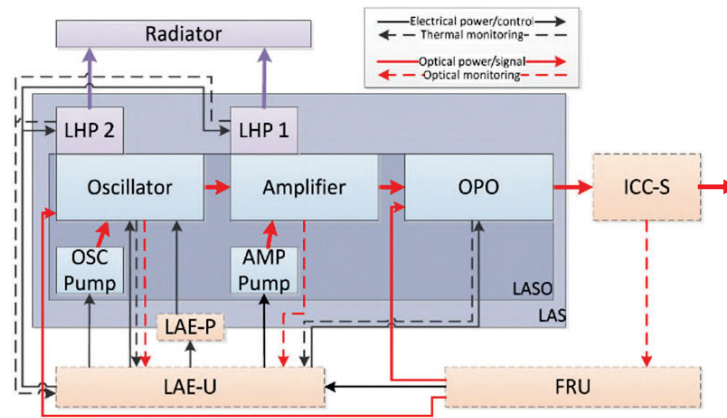 Radiator
Electrical power/control
Thermal monitoring
Optical power/signal
Optical monitoring
LHP 2
LHP 1
Oscillator
Amplifier
OPO
ICC-S
OSC
Pump
AMP
Pump
LASO
LAS
LAE-P
LAE-U
FRU